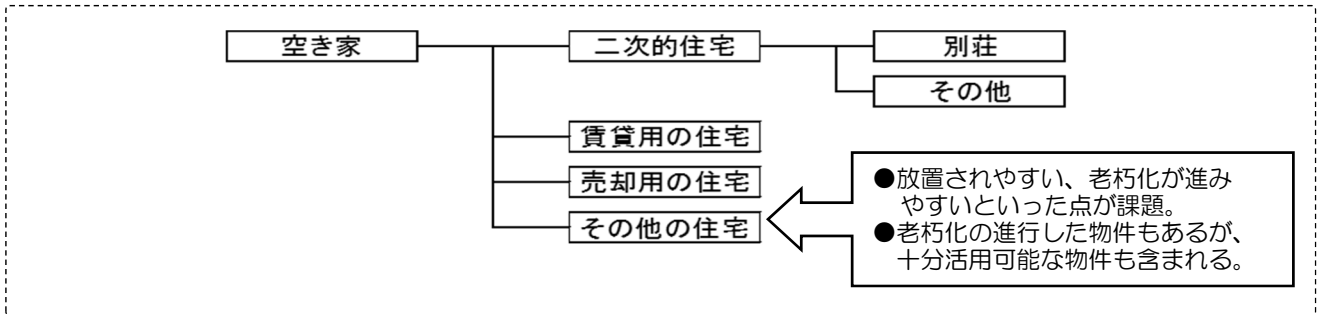 空き家
二次的住宅
別荘
その他
賃貸用の住宅
売却用の住宅
その他の住宅
●放置されやすい、老朽化が進み
やすいといった点が課題。
●老朽化の進行した物件もあるが、
十分活用可能な物件も含まれる。